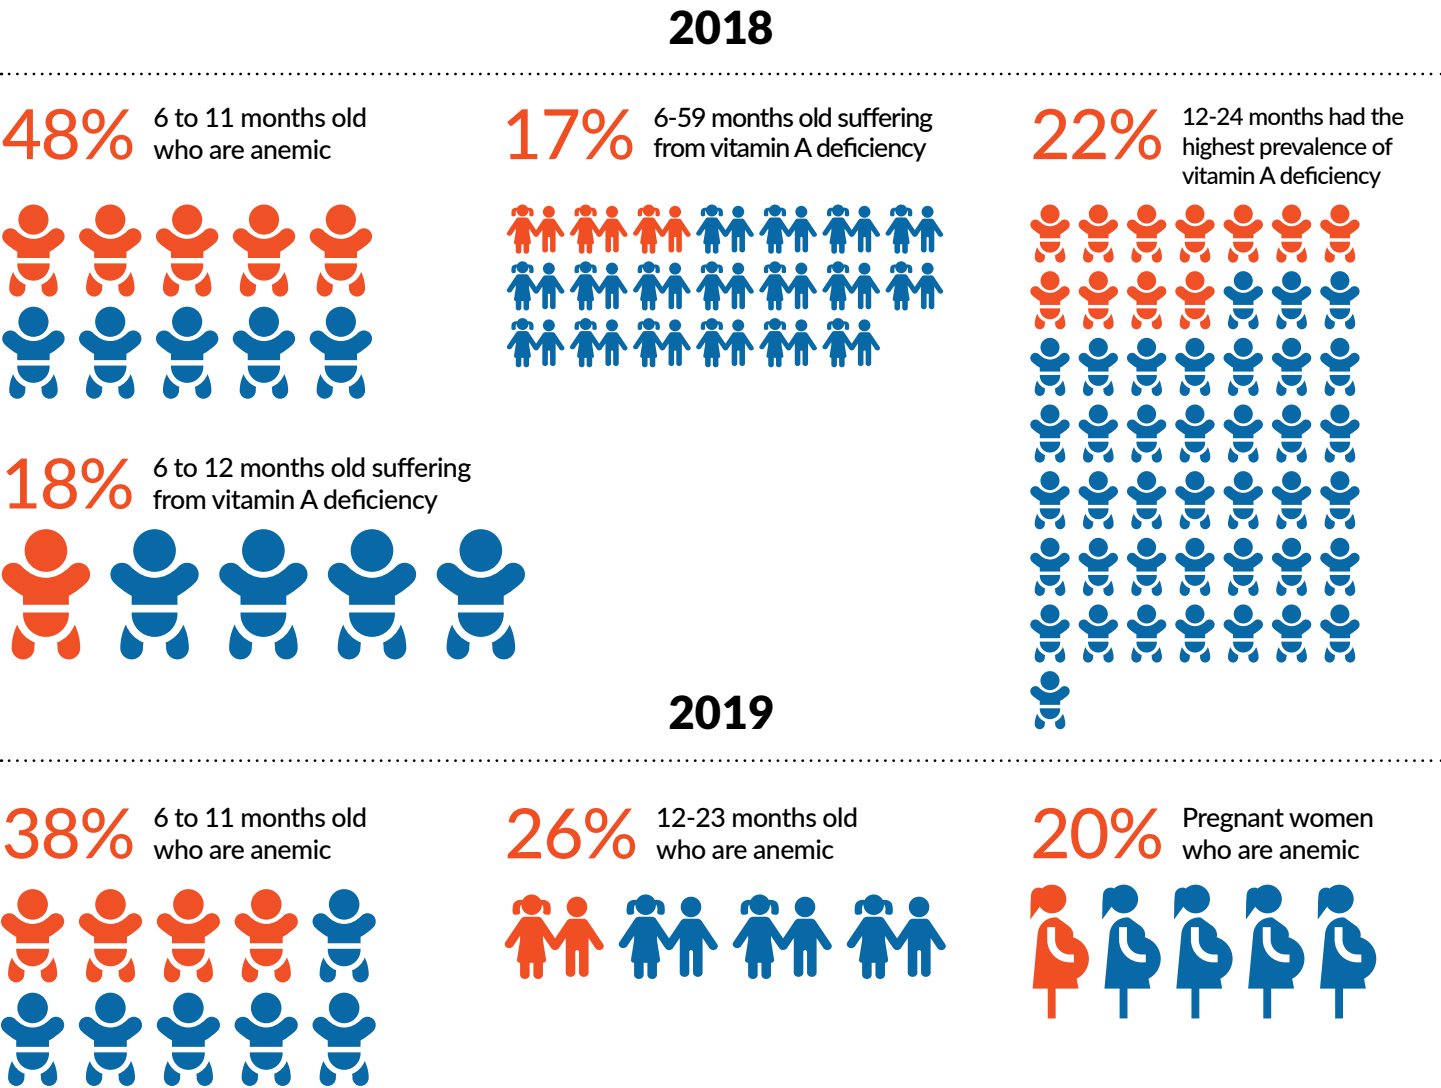 2018
48%
6 to 11 months old
who are anemic
17%
6-59 months old suffering
from vitamin A deficiency
22%
12-24 months had the
highest prevalence of
vitamin A deficiency
18%
6 to 12 months old suffering
from vitamin A deficiency
2019
38%
6 to 11 months old
who are anemic
26%
12-23 months old
who are anemic
20%
Pregnant women
who are anemic